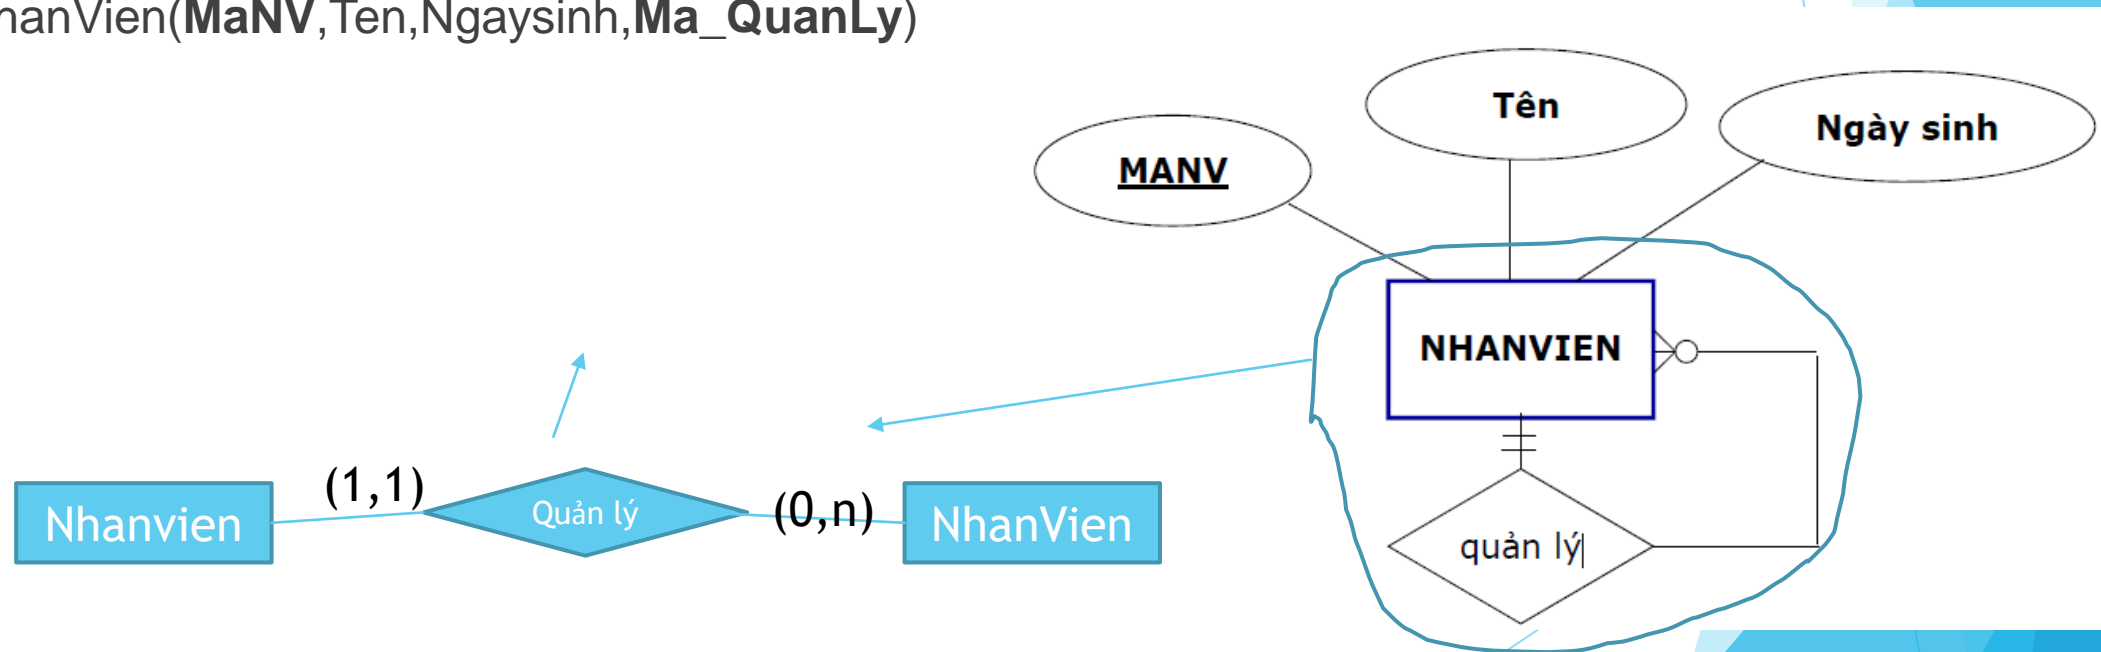 hanVien(MaNV,Ten,Ngaysinh,Ma_QuanLy)
Tên
Ngày sinh
MANV
NHANVIEN
(1,1)
Nhanvien
Quản lý
(0,n)
NhanVien
quản lý